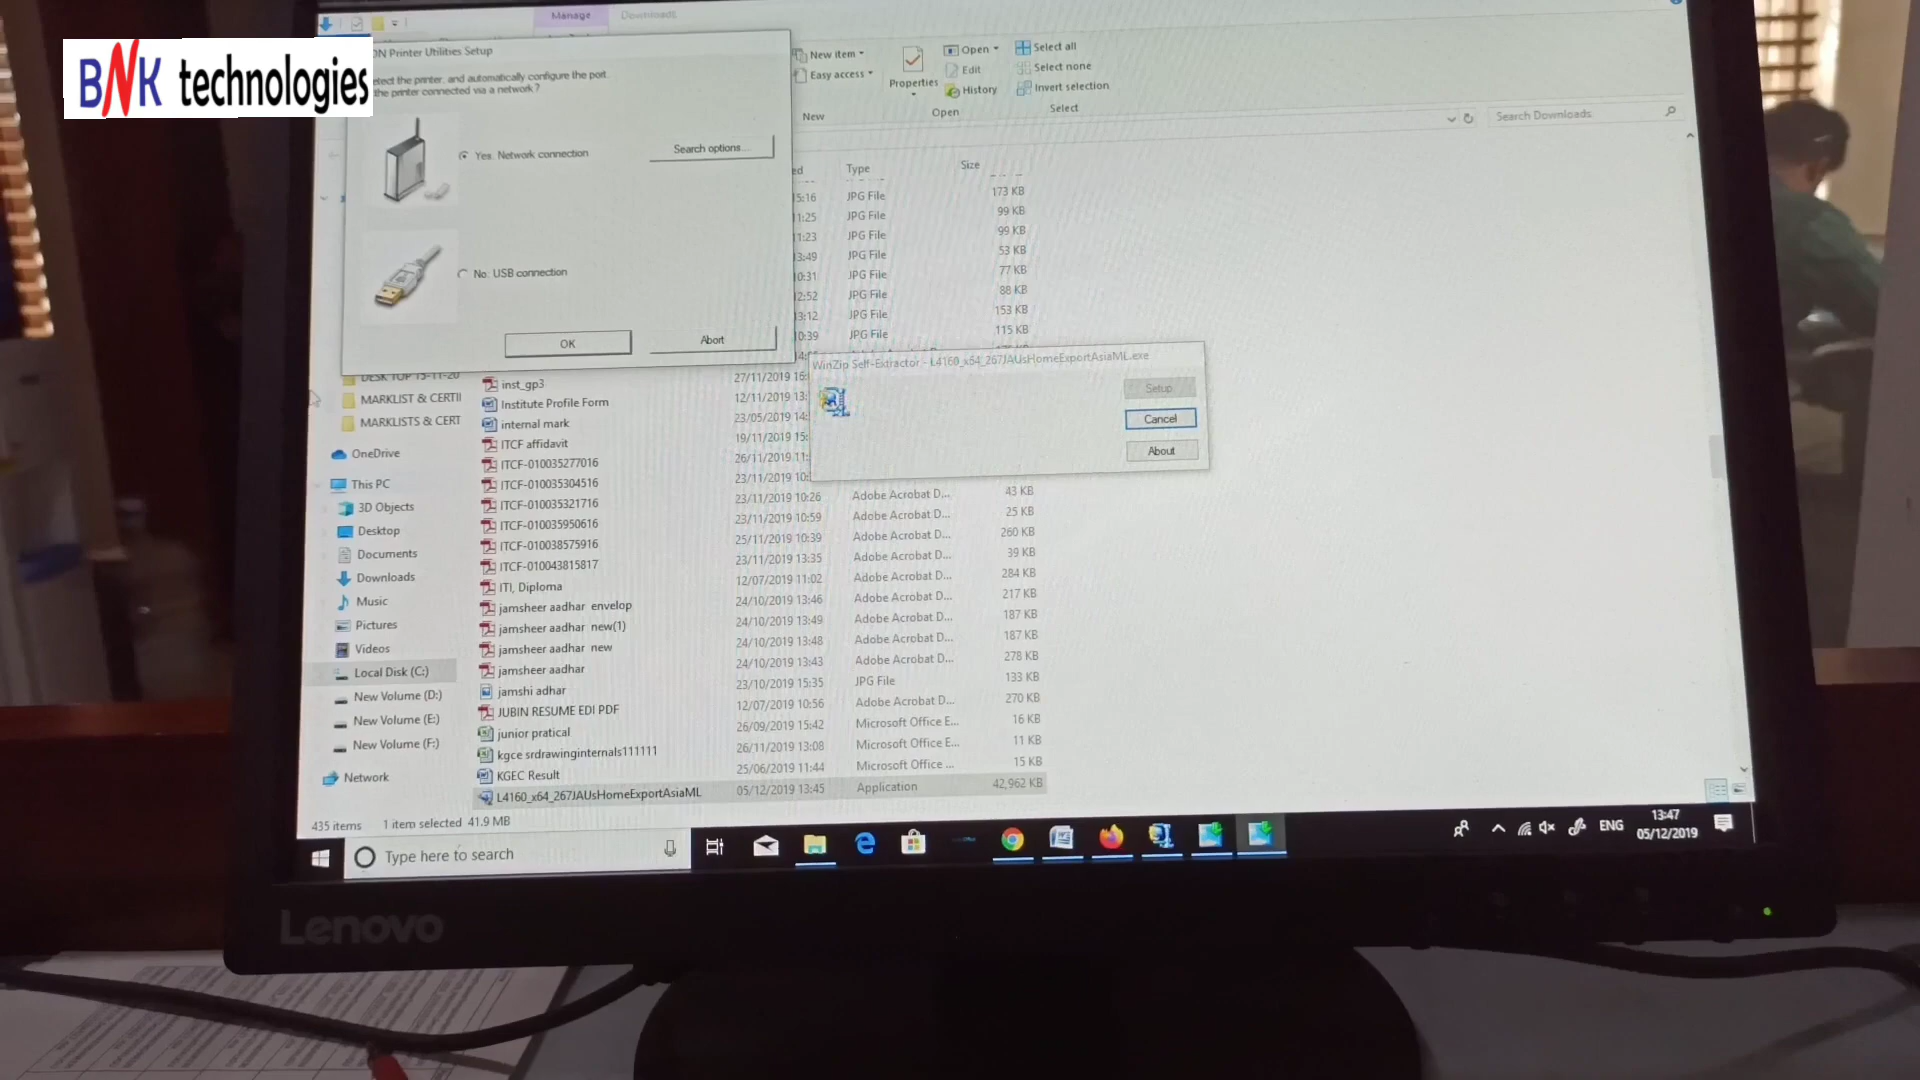 BNK technologies
Manage
Downloads
Printer Utilities Setup
the printer, and automatically configure the port.
the printer connected via a network?
Yes. Network connection
Search options...
No. USB connection
OK
Abort
New item
Easy access
New
Properties
Open
Edit
History
Open
Select all
Select none
Invert selection
Select
Search Downloads
Type
Size
15:16 JPG File 173 KB
11:25 JPG File 99 KB
11:23 JPG File 99 KB
13:49 JPG File 53 KB
10:31 JPG File 77 KB
12:52 JPG File 88 KB
13:12 JPG File 153 KB
10:39 JPG File 115 KB
WinZip Self-Extractor - L4160_x64_267JAUsHomeExportAsiaML.exe
Setup
Cancel
About
MARKLIST & CERTII
MARKLISTS & CERT
OneDrive
This PC
3D Objects
Desktop
Documents
Downloads
Music
Pictures
Videos
Local Disk (C:)
New Volume (D:)
New Volume (E:)
New Volume (F:)
Network
inst_gp3 27/11/2019
Institute Profile Form 12/11/2019
internal mark 23/05/2019
ITCF affidavit 19/11/2019
ITCF-010035277016 26/11/2019
ITCF-010035304516 23/11/2019
ITCF-010035321716 23/11/2019 10:26 Adobe Acrobat D... 43 KB
ITCF-010035950616 23/11/2019 10:59 Adobe Acrobat D... 25 KB
ITCF-010038575916 25/11/2019 10:39 Adobe Acrobat D... 260 KB
ITCF-010043815817 23/11/2019 13:35 Adobe Acrobat D... 39 KB
ITI, Diploma 12/07/2019 11:02 Adobe Acrobat D... 284 KB
jamsheer aadhar envelop 24/10/2019 13:46 Adobe Acrobat D... 217 KB
jamsheer aadhar new(1) 24/10/2019 13:49 Adobe Acrobat D... 187 KB
jamsheer aadhar new 24/10/2019 13:48 Adobe Acrobat D... 187 KB
jamsheer aadhar 24/10/2019 13:43 Adobe Acrobat D... 278 KB
jamshi adhar 23/10/2019 15:35 JPG File 133 KB
JUBIN RESUME EDI PDF 12/07/2019 10:56 Adobe Acrobat D... 270 KB
junior pratical 26/09/2019 15:42 Microsoft Office E... 16 KB
kgce srdrawinginternals111111 26/11/2019 13:08 Microsoft Office E... 11 KB
KGEC Result 25/06/2019 11:44 Microsoft Office ... 15 KB
L4160_x64_267JAUsHomeExportAsiaML 05/12/2019 13:45 Application 42,962 KB
435 items 1 item selected 41.9 MB
Type here to search
ENG
13:47
05/12/2019
Lenovo